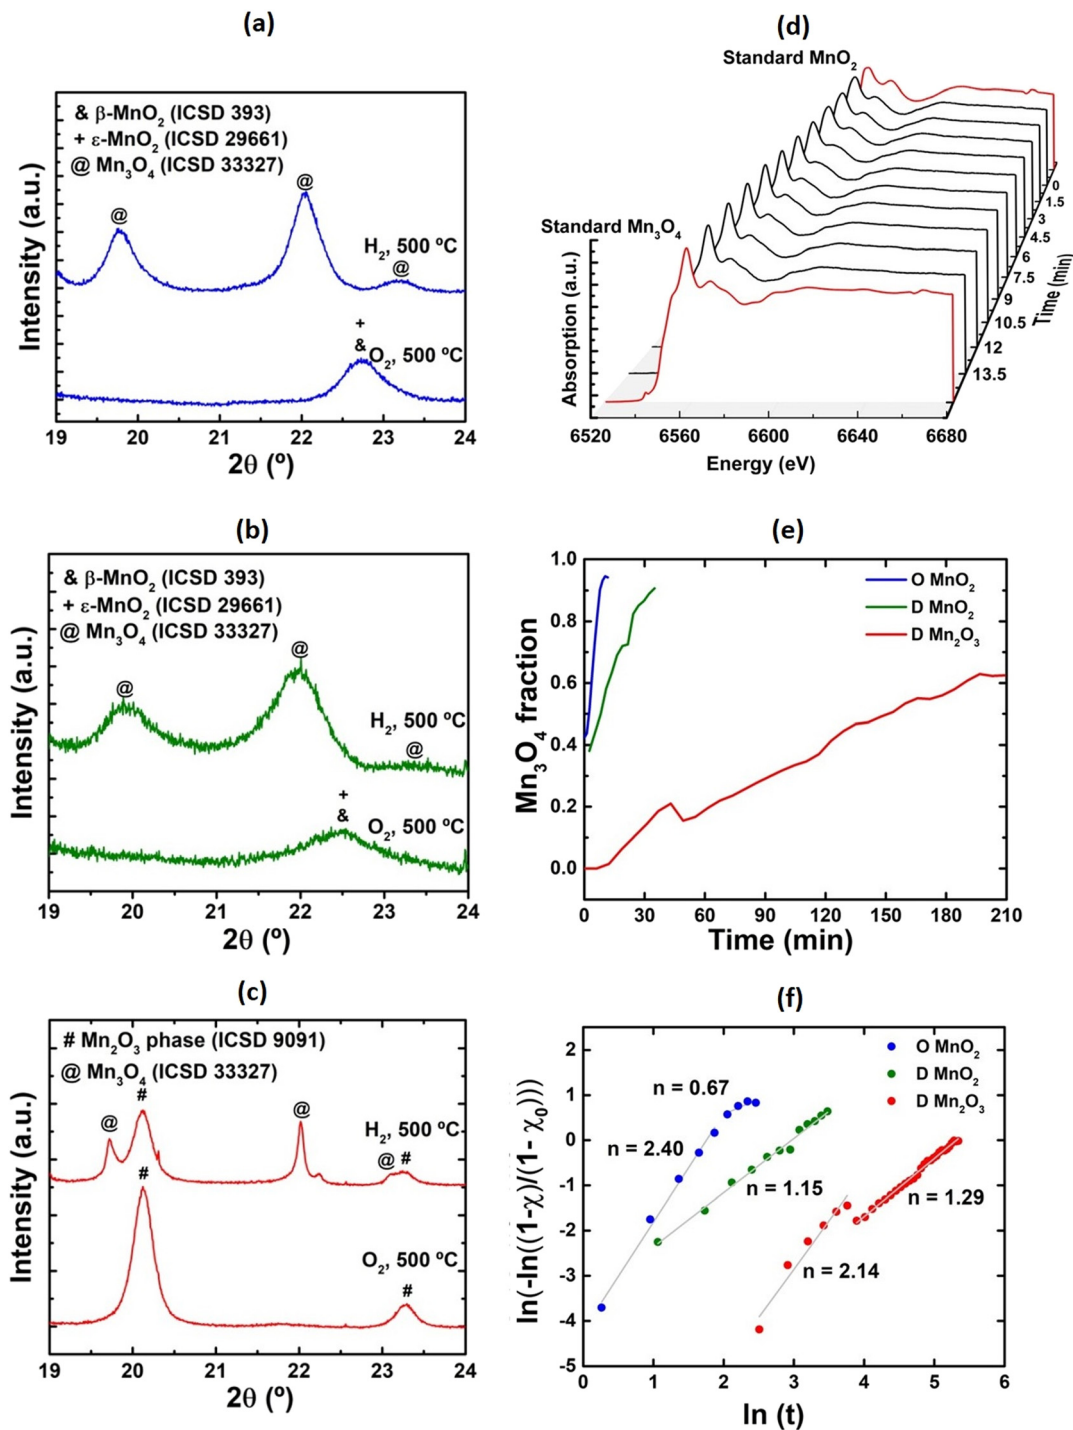 (a)
& β-MnO2 (ICSD 393)
+ ε-MnO2 (ICSD 29661)
@ Mn3O4 (ICSD 33327)
@
@
H2, 500 ºC
@
+
&
O2, 500 ºC
Intensity (a.u.)
19 20 21 22 23 24
2θ (º)
(d)
Standard MnO2
Standard Mn3O4
Absorption (a.u.)
0
1.5
3
4.5
6
7.5
9
10.5
12
13.5
Time (min)
6520 6560 6600 6640 6680
Energy (eV)
(b)
& β-MnO2 (ICSD 393)
+ ε-MnO2 (ICSD 29661)
@ Mn3O4 (ICSD 33327)
@
@
H2, 500 ºC
@
+
&
O2, 500 ºC
Intensity (a.u.)
19 20 21 22 23 24
2θ (º)
(e)
1.0
0.8
0.6
0.4
0.2
0.0
O MnO2
D MnO2
D Mn2O3
Mn3O4 fraction
0 30 60 90 120 150 180 210
Time (min)
(c)
# Mn2O3 phase (ICSD 9091)
@ Mn3O4 (ICSD 33327)
@
#
@
H2, 500 ºC
@ #
#
O2, 500 ºC
#
Intensity (a.u.)
19 20 21 22 23 24
2θ (º)
(f)
2
1
0
-1
-2
-3
-4
-5
O MnO2
D MnO2
D Mn2O3
n = 0.67
n = 2.40
n = 1.15
n = 1.29
n = 2.14
ln(-ln((1-χ)/(1- χ0)))
0 1 2 3 4 5 6
ln (t)